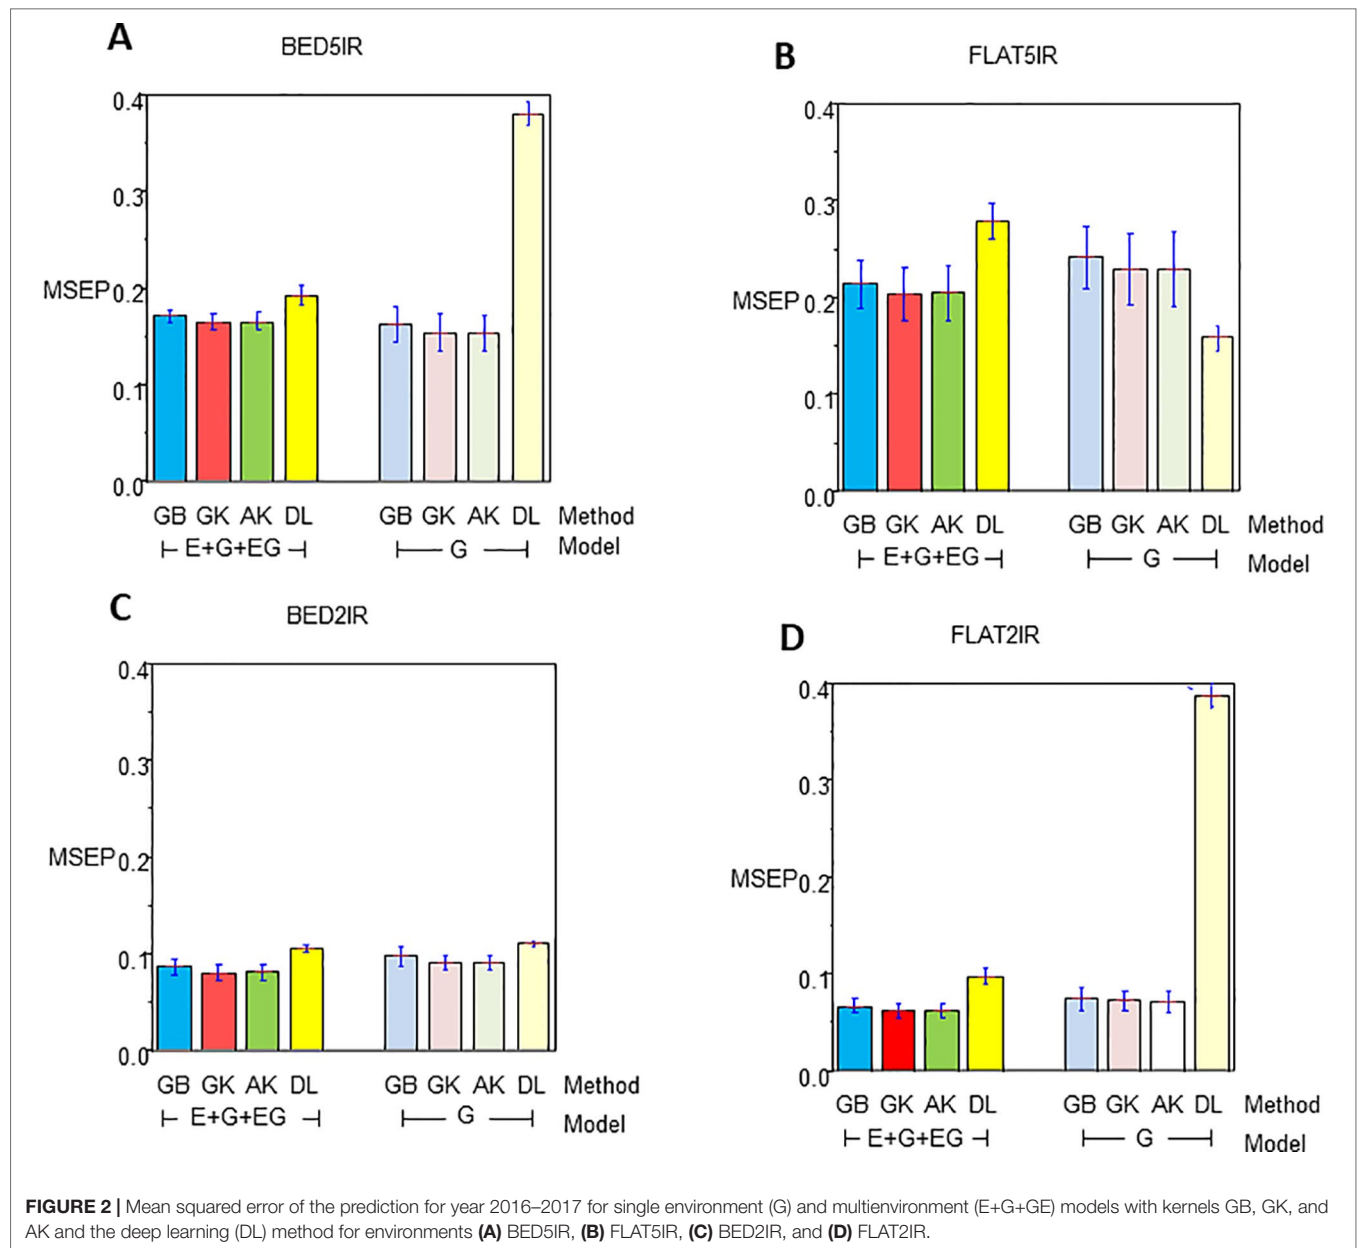 A
BED5IR
0.4
0.3
MSEP 0.2
0.1
0.0
GB GK AK DL GB GK AK DL Method
E+G+EG G Model
B
FLAT5IR
0.4
0.3
MSEP 0.2
0.1
0.0
GB GK AK DL GB GK AK DL Method
E+G+EG G Model
C
BED2IR
0.4
0.3
MSEP 0.2
0.1
0.0
GB GK AK DL GB GK AK DL Method
E+G+EG G Model
D
FLAT2IR
0.4
0.3
MSEP 0.2
0.1
0.0
GB GK AK DL GB GK AK DL Method
E+G+EG G Model
FIGURE 2 | Mean squared error of the prediction for year 2016–2017 for single environment (G) and multienvironment (E+G+GE) models with kernels GB, GK, and
AK and the deep learning (DL) method for environments (A) BED5IR, (B) FLAT5IR, (C) BED2IR, and (D) FLAT2IR.